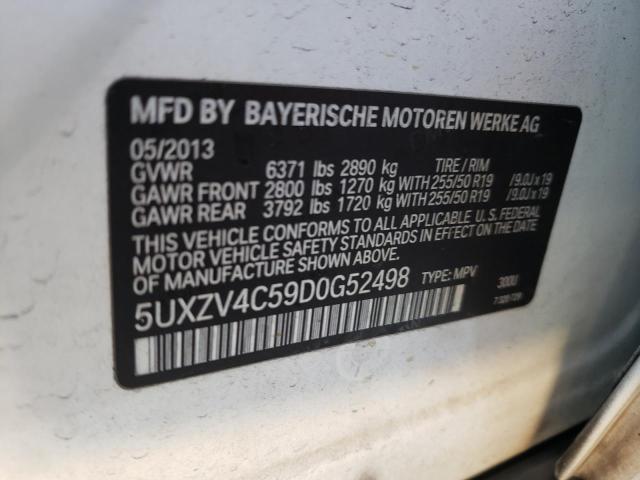 MFD BY BAYERISCHE MOTOREN WERKE AG
05/2013
GVWR 6371 lbs 2890 kg TIRE / RIM
GAWR FRONT 2800 lbs 1270 kg WITH 255/50 R19 /9.0J x 19
GAWR REAR 3792 lbs 1720 kg WITH 255/50 R19 /9.0J x 19
THIS VEHICLE CONFORMS TO ALL APPLICABLE U.S. FEDERAL
MOTOR VEHICLE SAFETY STANDARDS IN EFFECT ON THE DATE
OF MANUFACTURE SHOWN ABOVE.
5UXZV4C59D0G52498 TYPE: MPV 300U